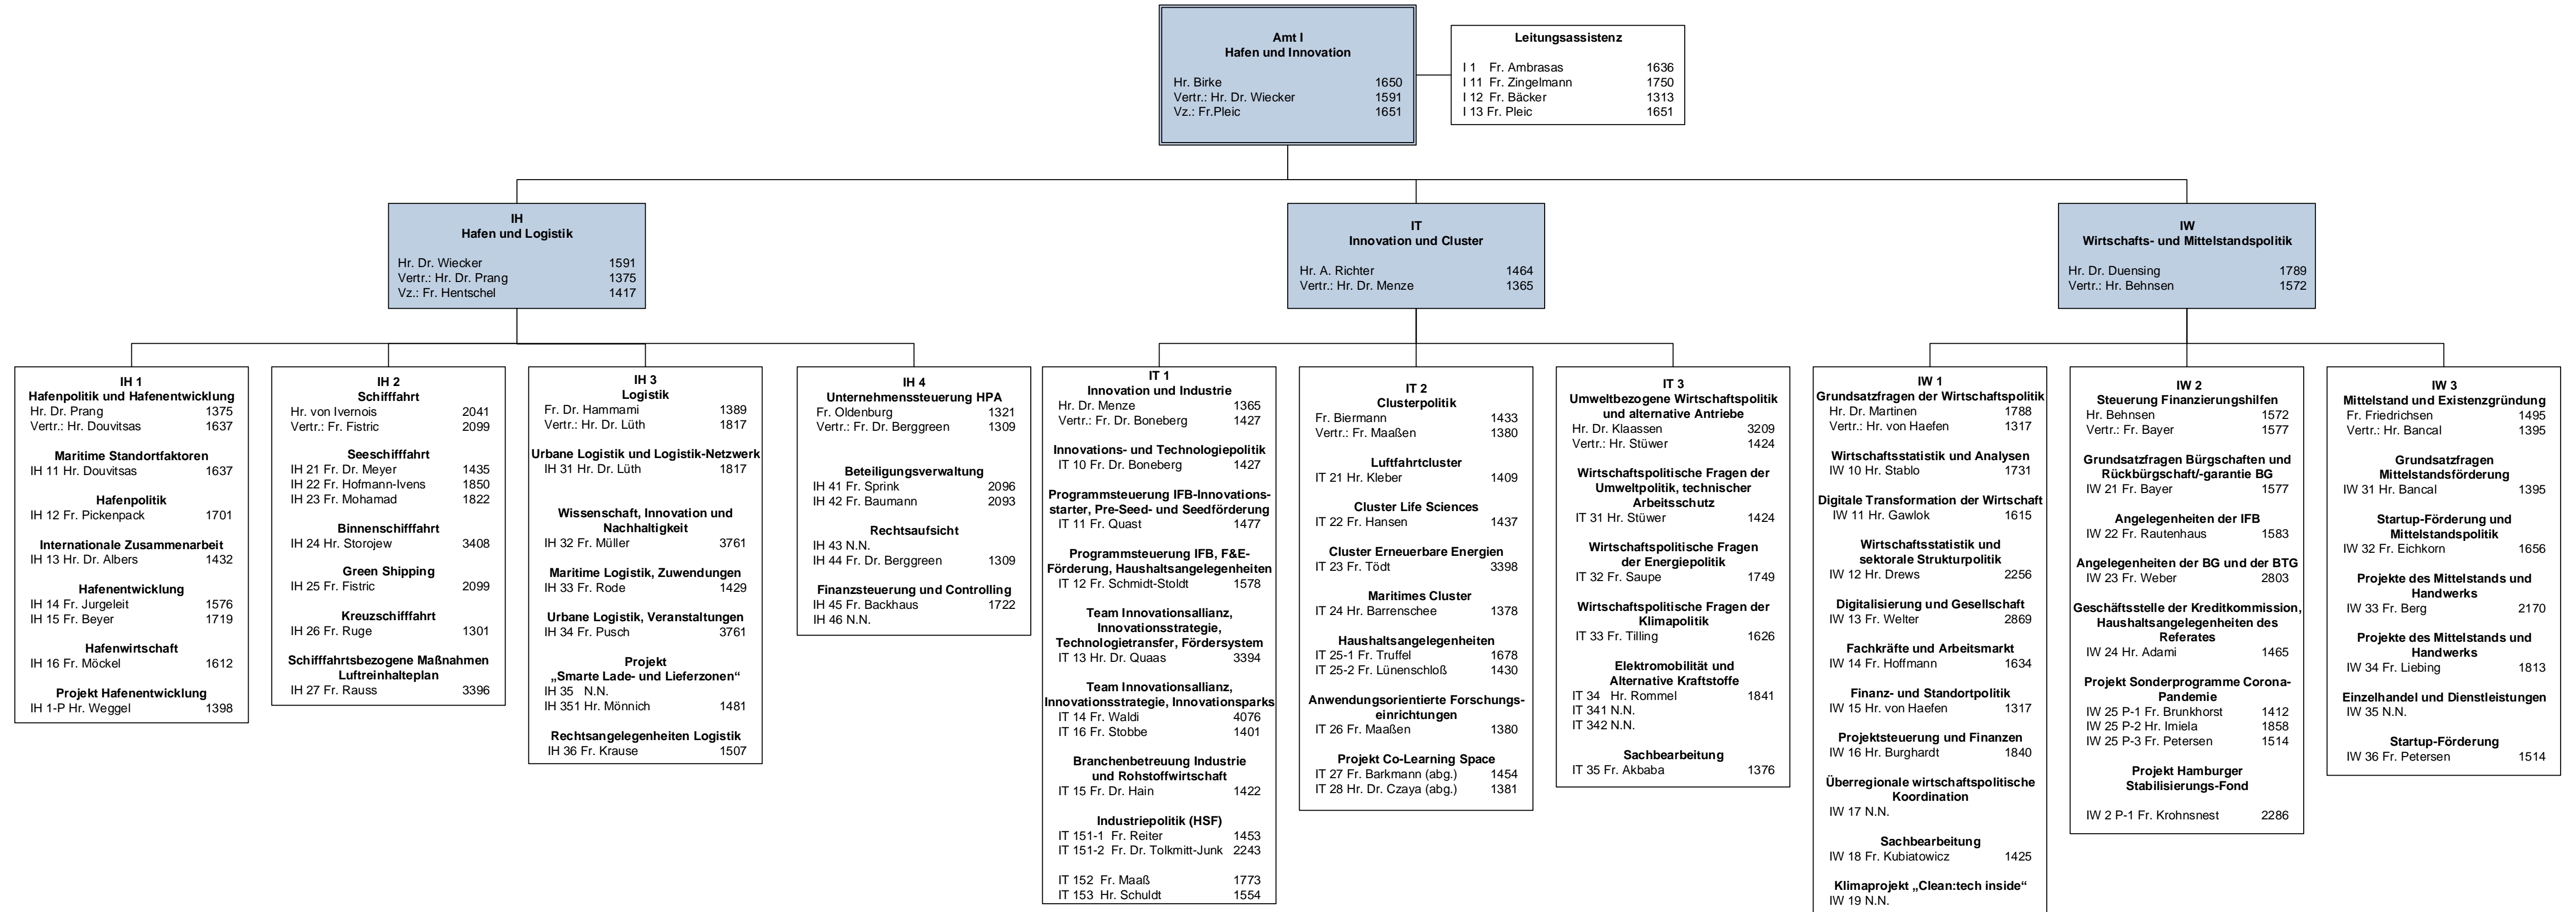 Amt I
Hafen und Innovation
Hr. Birke 1650
Vertr.: Hr. Dr. Wiecker 1591
Vz.: Fr.Pleic 1651
Leitungsassistenz
I 1 Fr. Ambrasas 1636
I 11 Fr. Zingelmann 1750
I 12 Fr. Bäcker 1313
I 13 Fr. Pleic 1651
IH
Hafen und Logistik
Hr. Dr. Wiecker 1591
Vertr.: Hr. Dr. Prang 1375
Vz.: Fr. Hentschel 1417
IT
Innovation und Cluster
Hr. A. Richter 1464
Vertr.: Hr. Dr. Menze 1365
IW
Wirtschafts- und Mittelstandspolitik
Hr. Dr. Duensing 1789
Vertr.: Hr. Behnsen 1572
IH 1
Hafenpolitik und Hafenentwicklung
Hr. Dr. Prang 1375
Vertr.: Hr. Douvitsas 1637
Maritime Standortfaktoren
IH 11 Hr. Douvitsas 1637
Hafenpolitik
IH 12 Fr. Pickenpack 1701
Internationale Zusammenarbeit
IH 13 Hr. Dr. Albers 1432
Hafenentwicklung
IH 14 Fr. Jurgeleit 1576
IH 15 Fr. Beyer 1719
Hafenwirtschaft
IH 16 Fr. Möckel 1612
Projekt Hafenentwicklung
IH 1-P Hr. Weggel 1398
IH 2
Schifffahrt
Hr. von Ivernois 2041
Vertr.: Fr. Fistric 2099
Seeschifffahrt
IH 21 Fr. Dr. Meyer 1435
IH 22 Fr. Hofmann-Ivens 1850
IH 23 Fr. Mohamad 1822
Binnenschifffahrt
IH 24 Hr. Storojew 3408
Green Shipping
IH 25 Fr. Fistric 2099
Kreuzschifffahrt
IH 26 Fr. Ruge 1301
Schifffahrtsbezogene Maßnahmen
Luftreinhalteplan
IH 27 Fr. Rauss 3396
IH 3
Logistik
Fr. Dr. Hammami 1389
Vertr.: Hr. Dr. Lüth 1817
Urbane Logistik und Logistik-Netzwerk
IH 31 Hr. Dr. Lüth 1817
Wissenschaft, Innovation und
Nachhaltigkeit
IH 32 Fr. Müller 3761
Maritime Logistik, Zuwendungen
IH 33 Fr. Rode 1429
Urbane Logistik, Veranstaltungen
IH 34 Fr. Pusch 3761
Projekt
„Smarte Lade- und Lieferzonen“
IH 35 N.N.
IH 351 Hr. Mönnich 1481
Rechtsangelegenheiten Logistik
IH 36 Fr. Krause 1507
IH 4
Unternehmenssteuerung HPA
Fr. Oldenburg 1321
Vertr.: Fr. Dr. Berggreen 1309
Beteiligungsverwaltung
IH 41 Fr. Sprink 2096
IH 42 Fr. Baumann 2093
Rechtsaufsicht
IH 43 N.N.
IH 44 Fr. Dr. Berggreen 1309
Finanzsteuerung und Controlling
IH 45 Fr. Backhaus 1722
IH 46 N.N.
IT 1
Innovation und Industrie
Hr. Dr. Menze 1365
Vertr.: Fr. Dr. Boneberg 1427
Innovations- und Technologiepolitik
IT 10 Fr. Dr. Boneberg 1427
Programmsteuerung IFB-Innovations-
starter, Pre-Seed- und Seedförderung
IT 11 Fr. Quast 1477
Programmsteuerung IFB, F&E-
Förderung, Haushaltsangelegenheiten
IT 12 Fr. Schmidt-Stoldt 1578
Team Innovationsallianz,
Innovationsstrategie,
Technologietransfer, Fördersystem
IT 13 Hr. Dr. Quaas 3394
Team Innovationsallianz,
Innovationsstrategie, Innovationsparks
IT 14 Fr. Waldi 4076
IT 16 Fr. Stobbe 1401
Branchenbetreuung Industrie
und Rohstoffwirtschaft
IT 15 Fr. Dr. Hain 1422
Industriepolitik (HSF)
IT 151-1 Fr. Reiter 1453
IT 151-2 Fr. Dr. Tolkmitt-Junk 2243
IT 152 Fr. Maaß 1773
IT 153 Hr. Schuldt 1554
IT 2
Clusterpolitik
Fr. Biermann 1433
Vertr.: Fr. Maaßen 1380
Luftfahrtcluster
IT 21 Hr. Kleber 1409
Cluster Life Sciences
IT 22 Fr. Hansen 1437
Cluster Erneuerbare Energien
IT 23 Fr. Tödt 3398
Maritimes Cluster
IT 24 Hr. Barrenschee 1378
Haushaltsangelegenheiten
IT 25-1 Fr. Truffel 1678
IT 25-2 Fr. Lünenschloß 1430
Anwendungsorientierte Forschungs-
einrichtungen
IT 26 Fr. Maaßen 1380
Projekt Co-Learning Space
IT 27 Fr. Barkmann (abg.) 1454
IT 28 Hr. Dr. Czaya (abg.) 1381
IT 3
Umweltbezogene Wirtschaftspolitik
und alternative Antriebe
Hr. Dr. Klaassen 3209
Vertr.: Hr. Stüwer 1424
Wirtschaftspolitische Fragen der
Umweltpolitik, technischer
Arbeitsschutz
IT 31 Hr. Stüwer 1424
Wirtschaftspolitische Fragen
der Energiepolitik
IT 32 Fr. Saupe 1749
Wirtschaftspolitische Fragen der
Klimapolitik
IT 33 Fr. Tilling 1626
Elektromobilität und
Alternative Kraftstoffe
IT 34 Hr. Rommel 1841
IT 341 N.N.
IT 342 N.N.
Sachbearbeitung
IT 35 Fr. Akbaba 1376
IW 1
Grundsatzfragen der Wirtschaftspolitik
Hr. Dr. Martinen 1788
Vertr.: Hr. von Haefen 1317
Wirtschaftsstatistik und Analysen
IW 10 Hr. Stablo 1731
Digitale Transformation der Wirtschaft
IW 11 Hr. Gawlok 1615
Wirtschaftsstatistik und
sektorale Strukturpolitik
IW 12 Hr. Drews 2256
Digitalisierung und Gesellschaft
IW 13 Fr. Welter 2869
Fachkräfte und Arbeitsmarkt
IW 14 Fr. Hoffmann 1634
Finanz- und Standortpolitik
IW 15 Hr. von Haefen 1317
Projektsteuerung und Finanzen
IW 16 Hr. Burghardt 1840
Überregionale wirtschaftspolitische
Koordination
IW 17 N.N.
Sachbearbeitung
IW 18 Fr. Kubiatowicz 1425
Klimaprojekt „Clean:tech inside“
IW 19 N.N.
IW 2
Steuerung Finanzierungshilfen
Hr. Behnsen 1572
Vertr.: Fr. Bayer 1577
Grundsatzfragen Bürgschaften und
Rückbürgschaft/-garantie BG
IW 21 Fr. Bayer 1577
Angelegenheiten der IFB
IW 22 Fr. Rautenhaus 1583
Angelegenheiten der BG und der BTG
IW 23 Fr. Weber 2803
Geschäftsstelle der Kreditkommission,
Haushaltsangelegenheiten des
Referates
IW 24 Hr. Adami 1465
Projekt Sonderprogramme Corona-
Pandemie
IW 25 P-1 Fr. Brunkhorst 1412
IW 25 P-2 Hr. Imiela 1858
IW 25 P-3 Fr. Petersen 1514
Projekt Hamburger
Stabilisierungs-Fond
IW 2 P-1 Fr. Krohnsnest 2286
IW 3
Mittelstand und Existenzgründung
Fr. Friedrichsen 1495
Vertr.: Hr. Bancal 1395
Grundsatzfragen
Mittelstandsförderung
IW 31 Hr. Bancal 1395
Startup-Förderung und
Mittelstandspolitik
IW 32 Fr. Eichkorn 1656
Projekte des Mittelstands und
Handwerks
IW 33 Fr. Berg 2170
Projekte des Mittelstands und
Handwerks
IW 34 Fr. Liebing 1813
Einzelhandel und Dienstleistungen
IW 35 N.N.
Startup-Förderung
IW 36 Fr. Petersen 1514